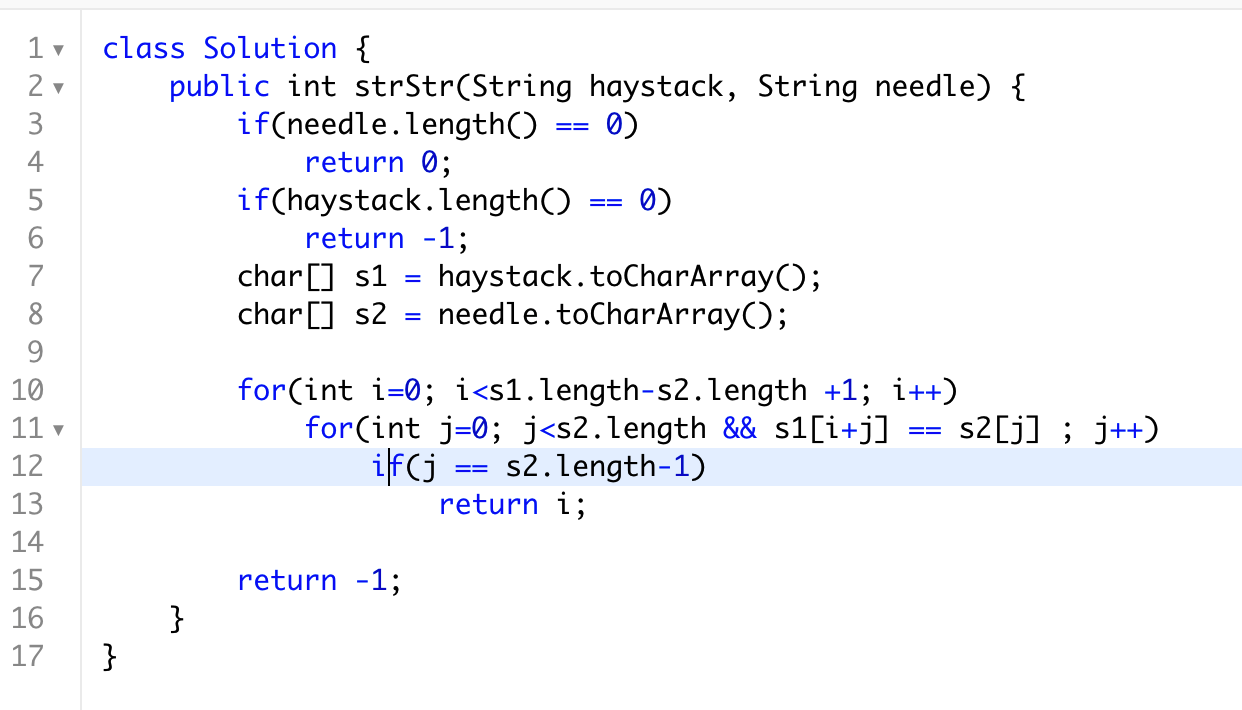 1 class Solution {
2 public int strStr(String haystack, String needle) {
3 if(needle.length() == 0)
4 return 0;
5 if(haystack.length() == 0)
6 return -1;
7 char[] s1 = haystack.toCharArray();
8 char[] s2 = needle.toCharArray();
9
10 for(int i=0; i<s1.length-s2.length +1; i++)
11 for(int j=0; j<s2.length && s1[i+j] == s2[j] ; j++)
12 if(j == s2.length-1)
13 return i;
14
15 return -1;
16 }
17 }